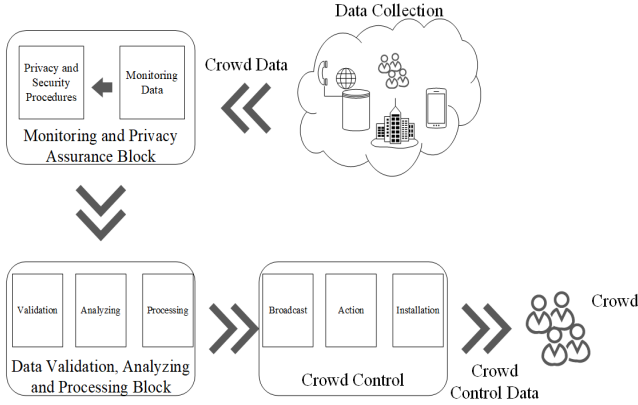 Data Collection
Crowd Data
Privacy and
Security
Procedures
Monitoring
Data
Monitoring and Privacy
Assurance Block
Validation
Analyzing
Processing
Data Validation, Analyzing
and Processing Block
Broadcast
Action
Installation
Crowd Control
Crowd
Control Data
Crowd